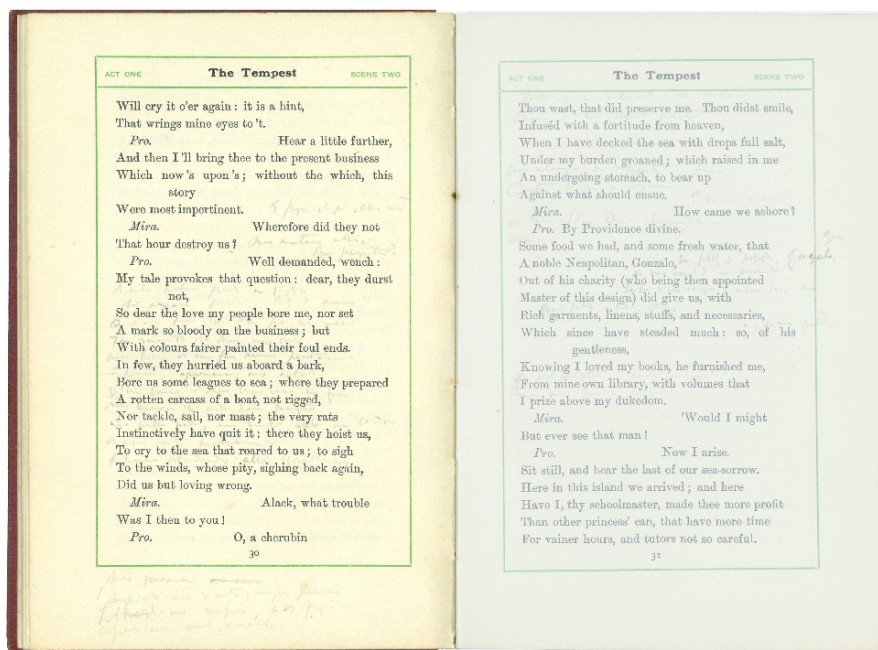 ACT ONE The Tempest SCENE TWO
Will cry it o'er again: it is a hint,
That wrings mine eyes to 't.
Pro. Hear a little further,
And then I 'll bring thee to the present business
Which now 's upon 's; without the which, this
story
Were most impertinent.
Mira. Wherefore did they not
That hour destroy us?
Pro. Well demanded, wench:
My tale provokes that question: dear, they durst
not,
So dear the love my people bore me, nor set
A mark so bloody on the business; but
With colours fairer painted their foul ends.
In few, they hurried us aboard a bark,
Bore us some leagues to sea; where they prepared
A rotten carcass of a boat, not rigged,
Nor tackle, sail, nor mast; the very rats
Instinctively have quit it: there they hoist us,
To cry to the sea that roared to us; to sigh
To the winds, whose pity, sighing back again,
Did us but loving wrong.
Mira. Alack, what trouble
Was I then to you!
Pro. O, a cherubin
30
ACT ONE The Tempest SCENE TWO
Thou wast, that did preserve me. Thou didst smile,
Infuséd with a fortitude from heaven,
When I have decked the sea with drops full salt,
Under my burden groaned; which raised in me
An undergoing stomach, to bear up
Against what should ensue.
Mira. How came we ashore?
Pro. By Providence divine.
Some food we had, and some fresh water, that
A noble Neapolitan, Gonzalo,
Out of his charity (who being then appointed
Master of this design) did give us, with
Rich garments, linens, stuffs, and necessaries,
Which since have steaded much: so, of his
gentleness,
Knowing I loved my books, he furnished me,
From mine own library, with volumes that
I prize above my dukedom.
Mira. 'Would I might
But ever see that man!
Pro. Now I arise.
Sit still, and hear the last of our sea-sorrow.
Here in this island we arrived; and here
Have I, thy schoolmaster, made thee more profit
Than other princess' can, that have more time
For vainer hours, and tutors not so careful.
31